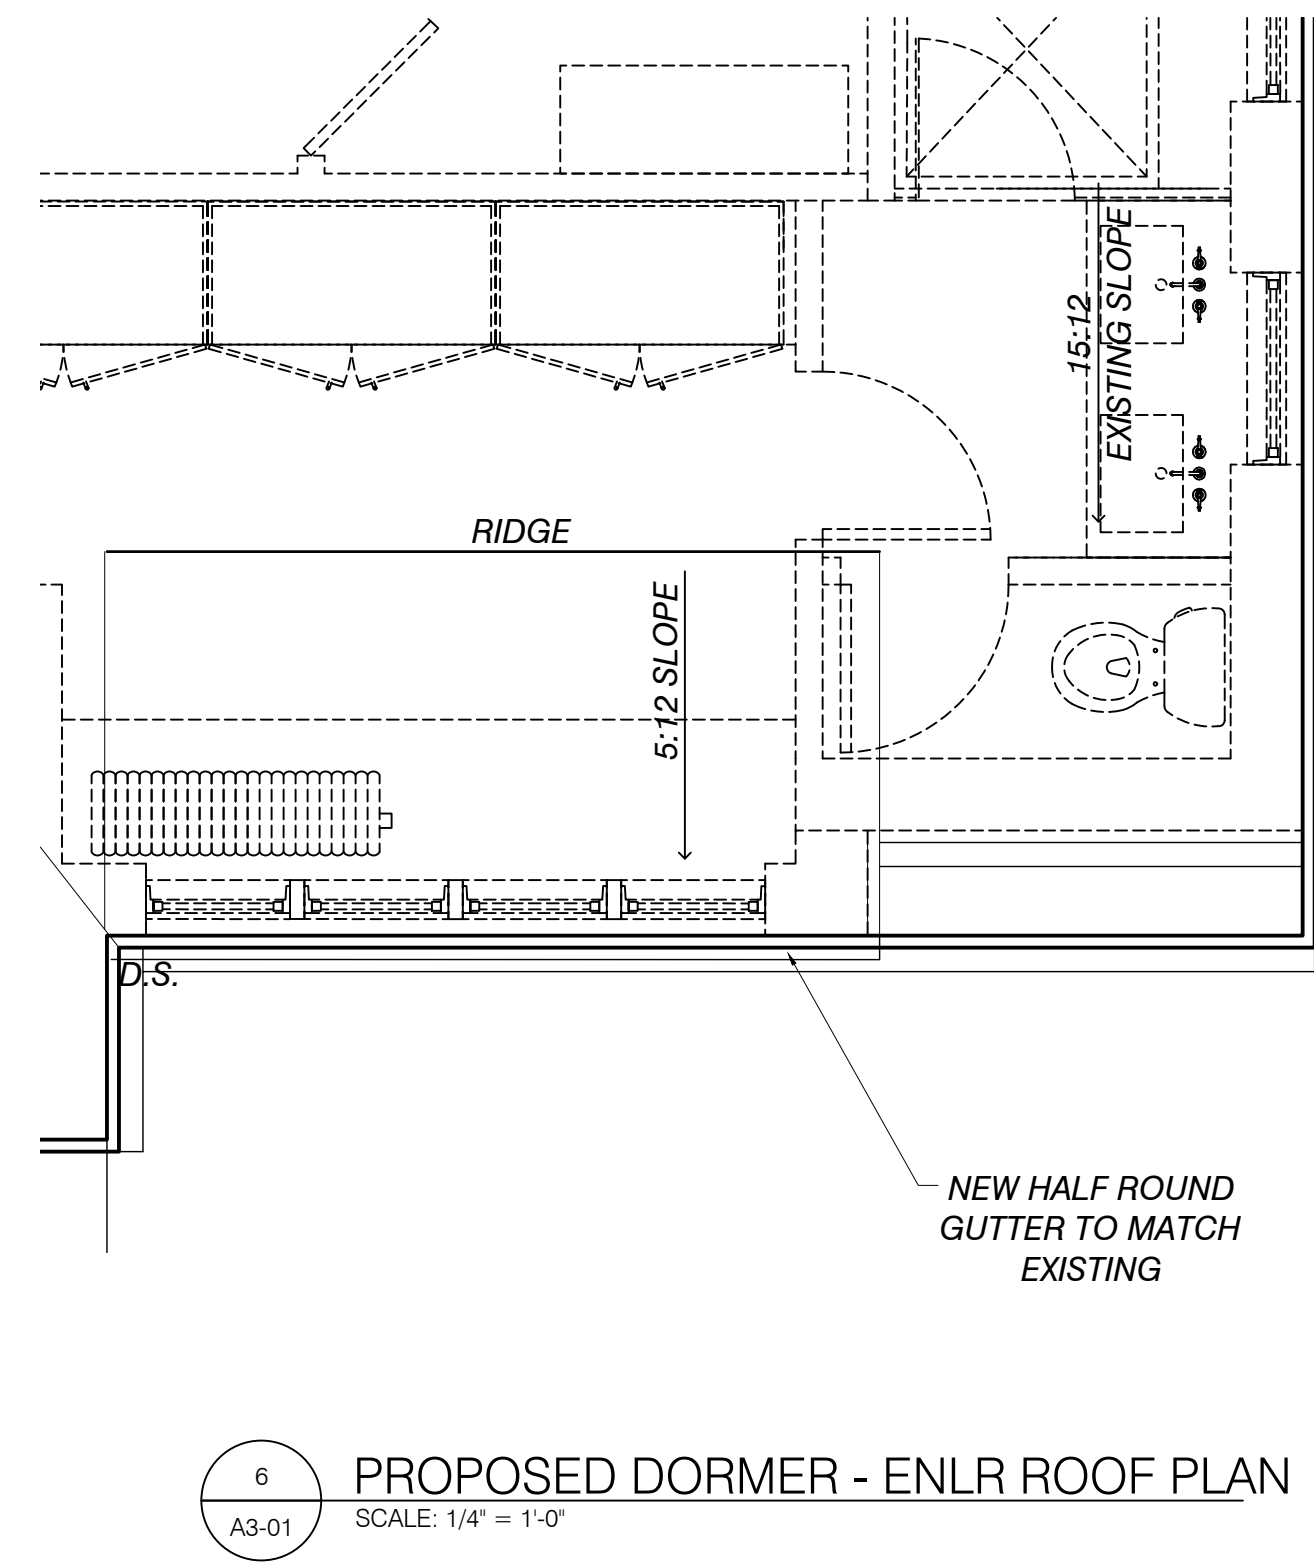 15:12
EXISTING SLOPE
RIDGE
5:12 SLOPE
D.S.
NEW HALF ROUND
GUTTER TO MATCH
EXISTING
6
A3-01
PROPOSED DORMER - ENLR ROOF PLAN
SCALE: 1/4" = 1'-0"